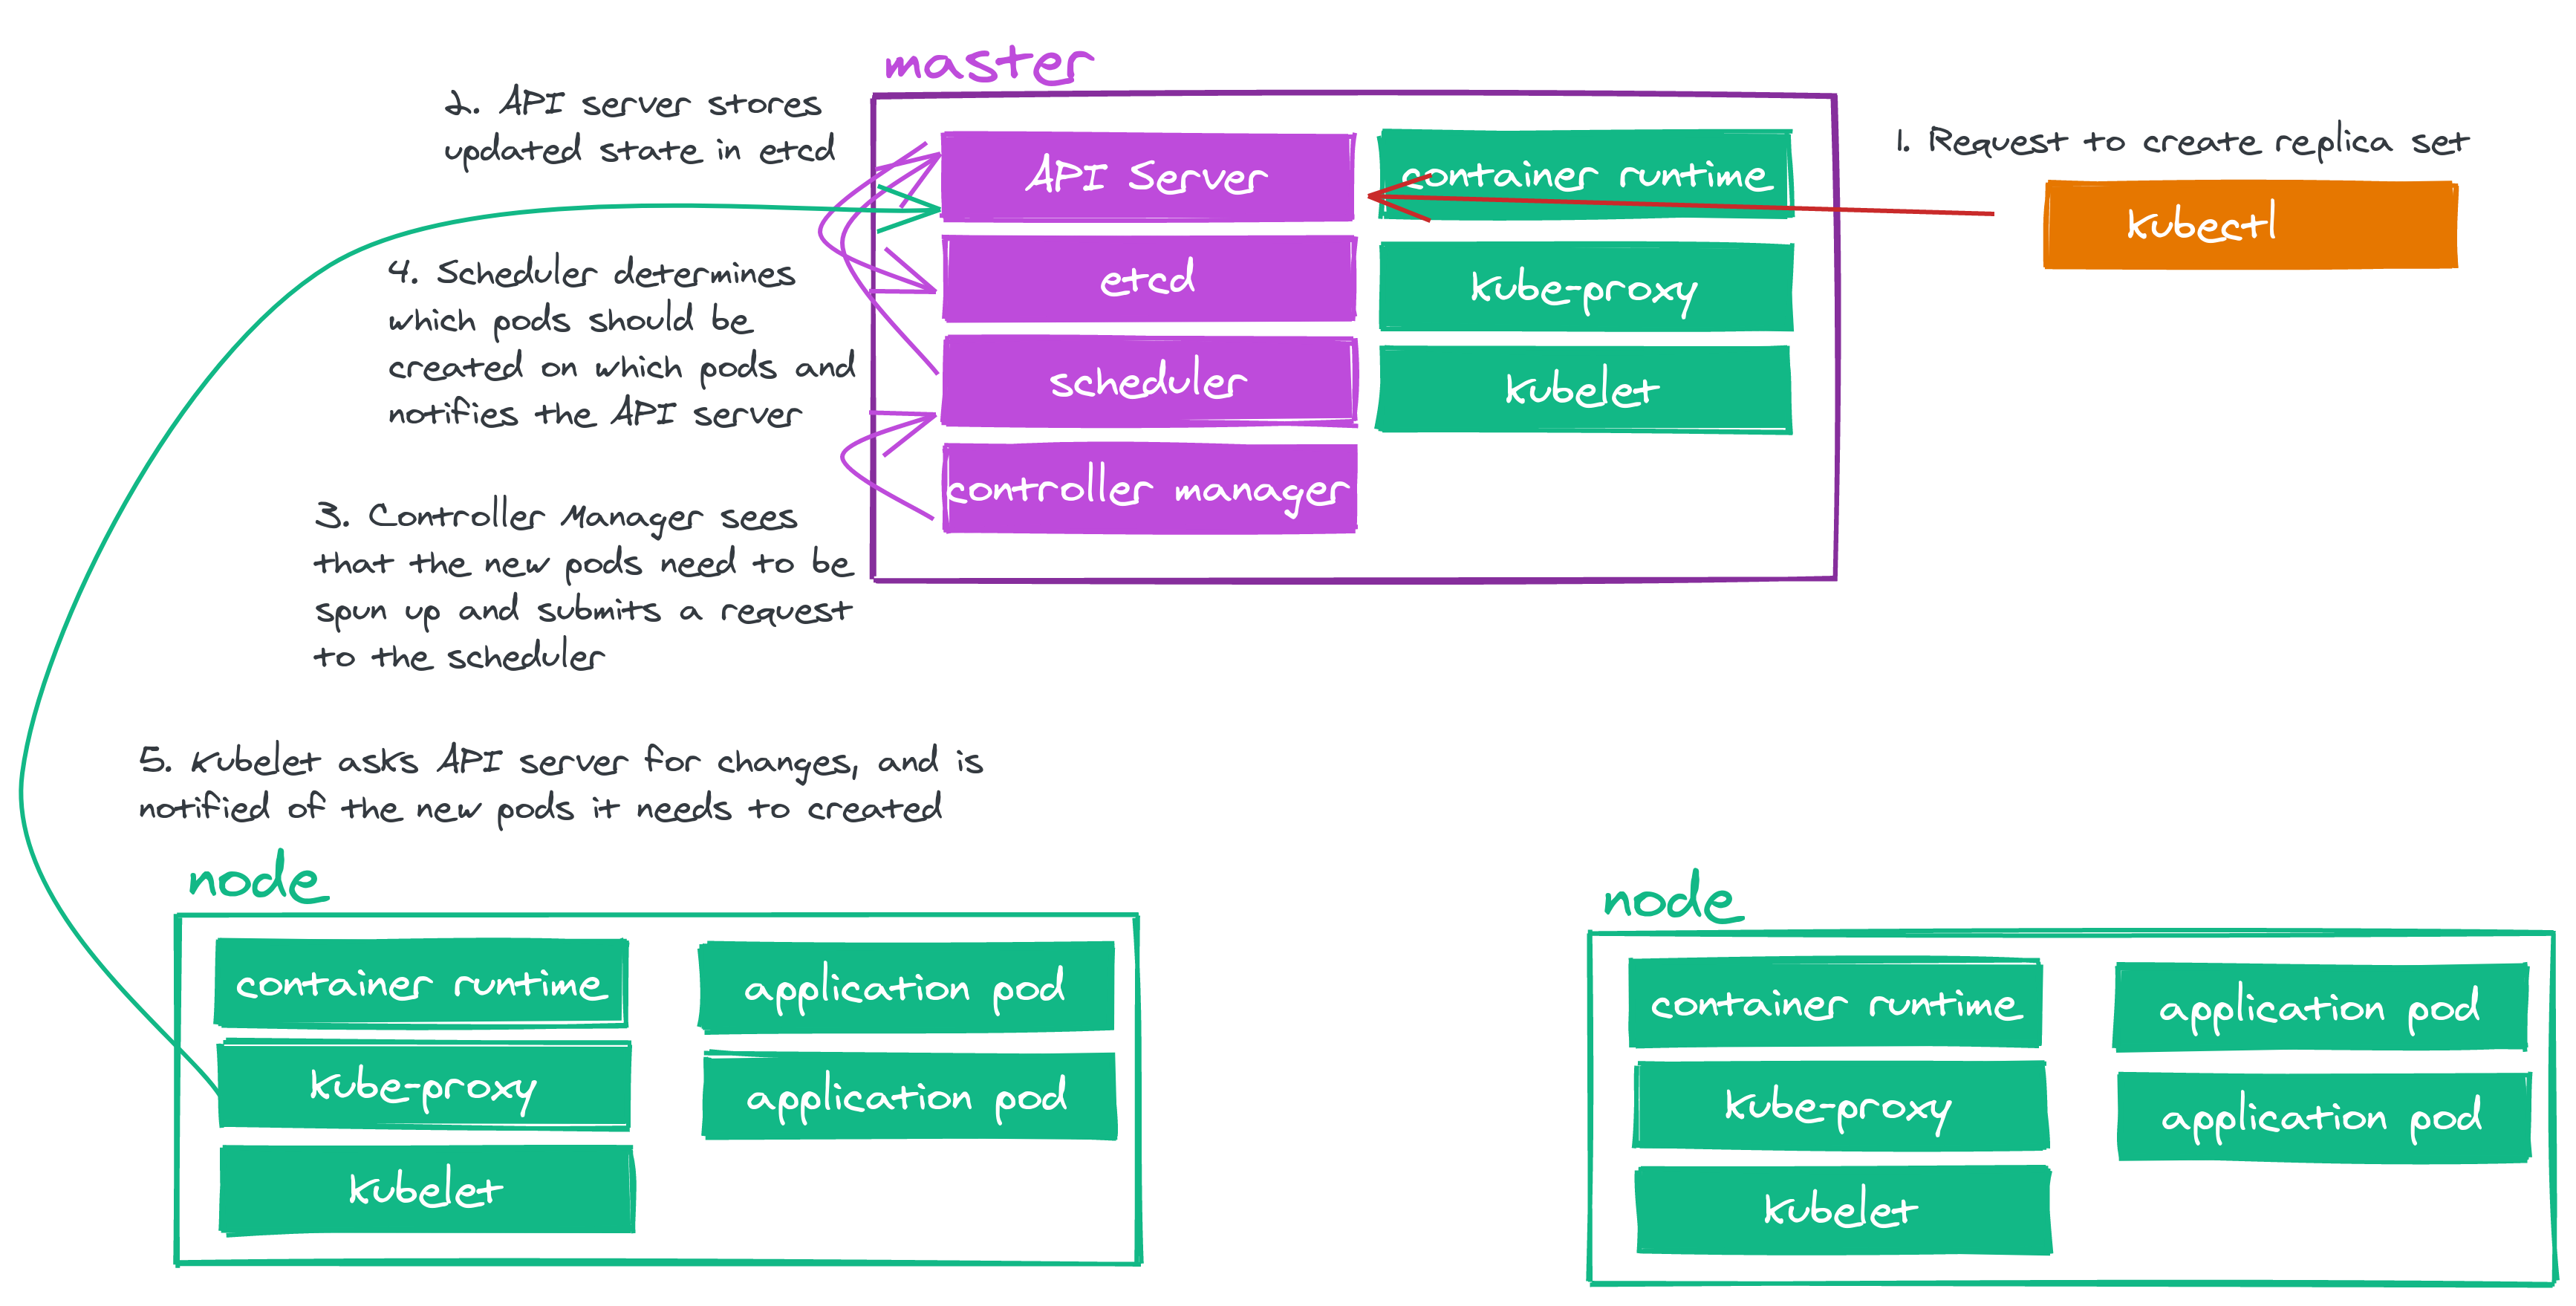 master
2. API server stores
updated state in etcd
API Server
container runtime
1. Request to create replica set
kubectl
etcd
kube-proxy
4. Scheduler determines
which pods should be
created on which pods and
notifies the API server
scheduler
kubelet
controller manager
3. Controller Manager sees
that the new pods need to be
spun up and submits a request
to the scheduler
5. kubelet asks API server for changes, and is
notified of the new pods it needs to created
node
container runtime
application pod
kube-proxy
application pod
kubelet
node
container runtime
application pod
kube-proxy
application pod
kubelet